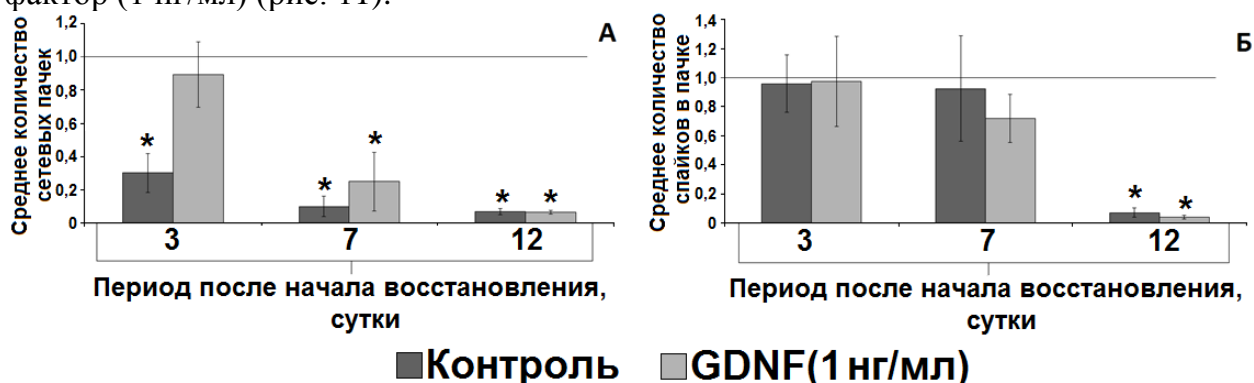 фактор (1 нг/мл) (рис. 11).
А
Среднее количество
сетевых пачек
1,2
1,0
0,8
0,6
0,4
0,2
0
* * * * *
3 7 12
Период после начала восстановления,
сутки
Б
Среднее количество
спайков в пачке
1,4
1,2
1,0
0,8
0,6
0,4
0,2
0
* *
3 7 12
Период после начала восстановления,
сутки
Контроль GDNF(1 нг/мл)